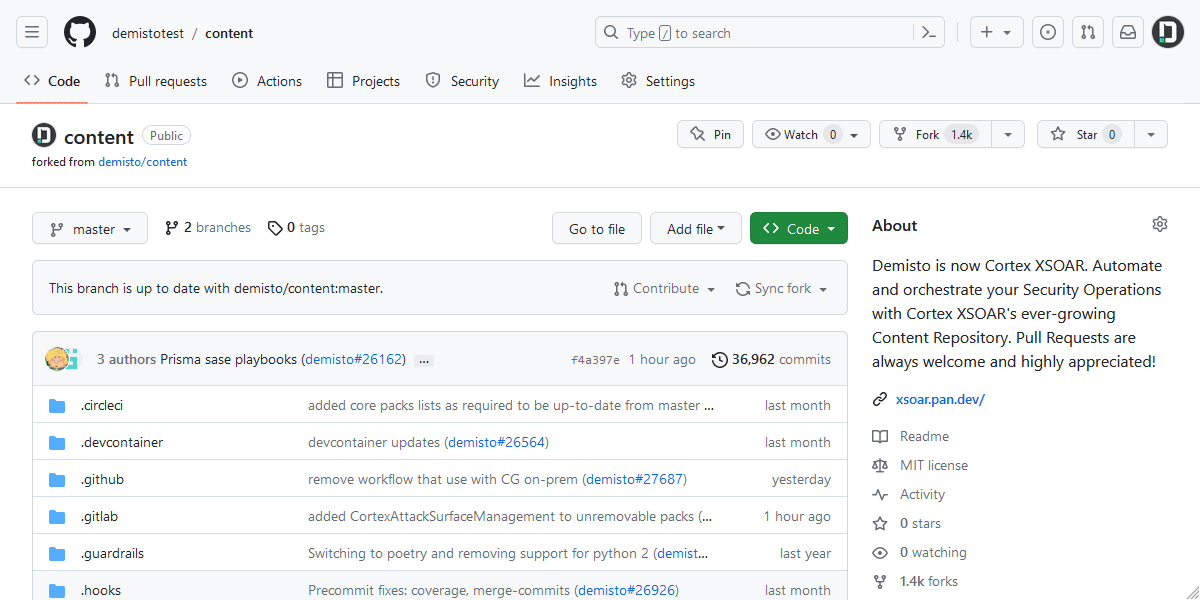 demistotest / content
Type / to search
Code Pull requests Actions Projects Security Insights Settings
content Public
Pin Watch 0 Fork 1.4k Star 0
forked from demisto/content
master 2 branches 0 tags Go to file Add file Code
This branch is up to date with demisto/content:master. Contribute Sync fork
3 authors Prisma sase playbooks (demisto#26162) ... f4a397e 1 hour ago 36,962 commits
.circleci added core packs lists as required to be up-to-date from master ... last month
.devcontainer devcontainer updates (demisto#26564) last month
.github remove workflow that use with CG on-prem (demisto#27687) yesterday
.gitlab added CortexAttackSurfaceManagement to unremovable packs (... 1 hour ago
.guardrails Switching to poetry and removing support for python 2 (demist... last year
.hooks Precommit fixes: coverage, merge-commits (demisto#26926) last month
About
Demisto is now Cortex XSOAR. Automate
and orchestrate your Security Operations
with Cortex XSOAR's ever-growing
Content Repository. Pull Requests are
always welcome and highly appreciated!
xsoar.pan.dev/
Readme
MIT license
Activity
0 stars
0 watching
1.4k forks